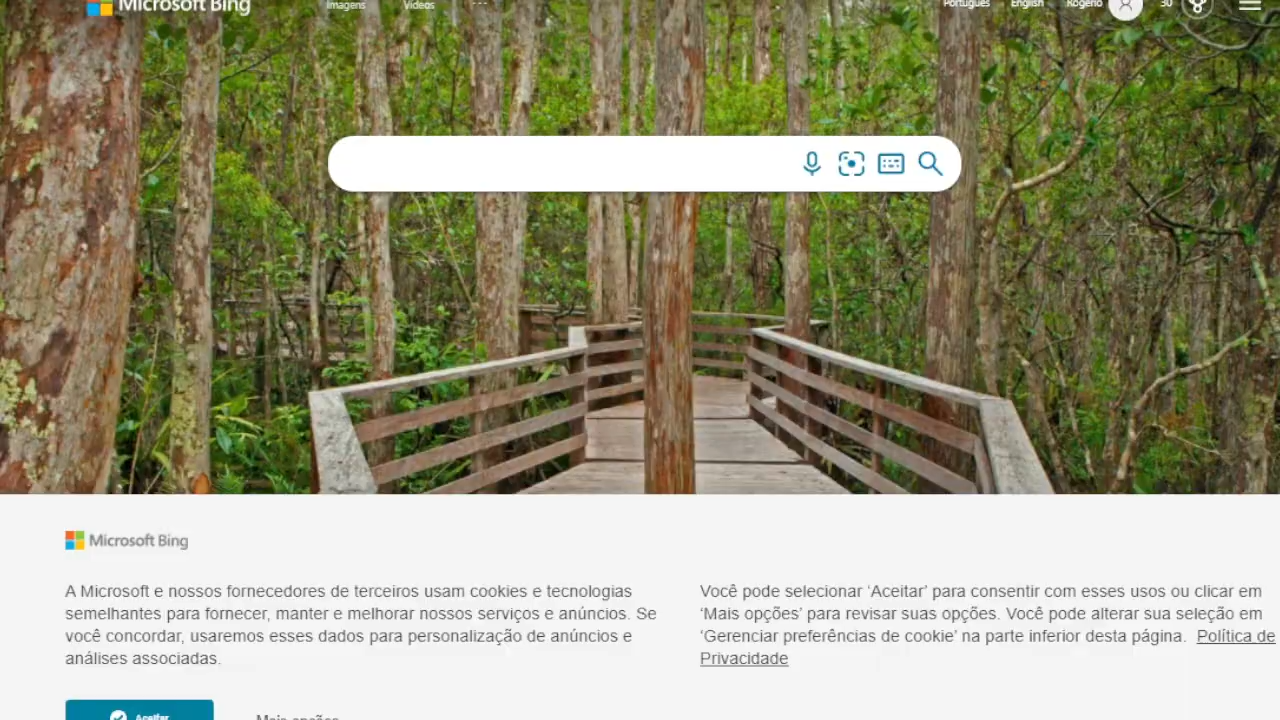 Microsoft Bing
Imagens
Vídeos
...
Português
English
Rogério
30
Microsoft Bing
A Microsoft e nossos fornecedores de terceiros usam cookies e tecnologias
semelhantes para fornecer, manter e melhorar nossos serviços e anúncios. Se
você concordar, usaremos esses dados para personalização de anúncios e
análises associadas.
Você pode selecionar ‘Aceitar’ para consentir com esses usos ou clicar em
‘Mais opções’ para revisar suas opções. Você pode alterar sua seleção em
‘Gerenciar preferências de cookie’ na parte inferior desta página. Política de
Privacidade
Aceitar
Mais opções